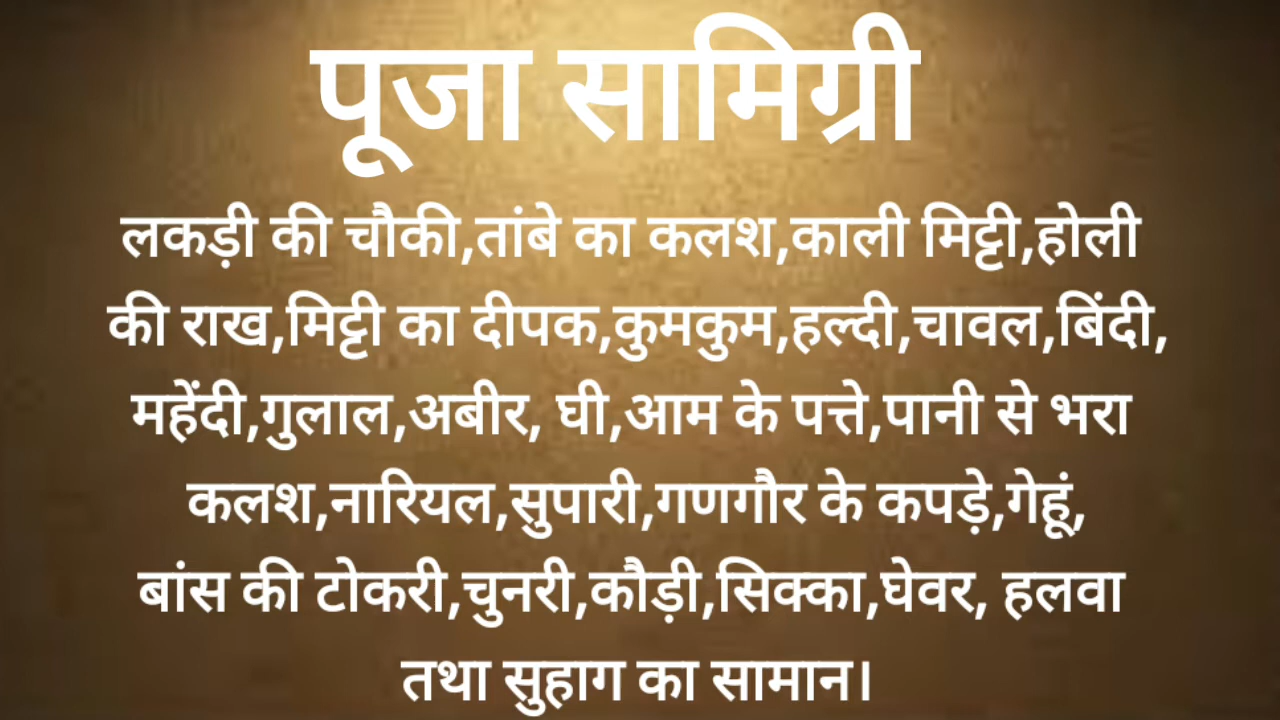 पूजा सामिग्री
लकड़ी की चौकी,तांबे का कलश,काली मिट्टी,होली
की राख,मिट्टी का दीपक,कुमकुम,हल्दी,चावल,बिंदी,
महेंदी,गुलाल,अबीर, घी,आम के पत्ते,पानी से भरा
कलश,नारियल,सुपारी,गणगौर के कपड़े,गेहूं,
बांस की टोकरी,चुनरी,कौड़ी,सिक्का,घेवर, हलवा
तथा सुहाग का सामान।